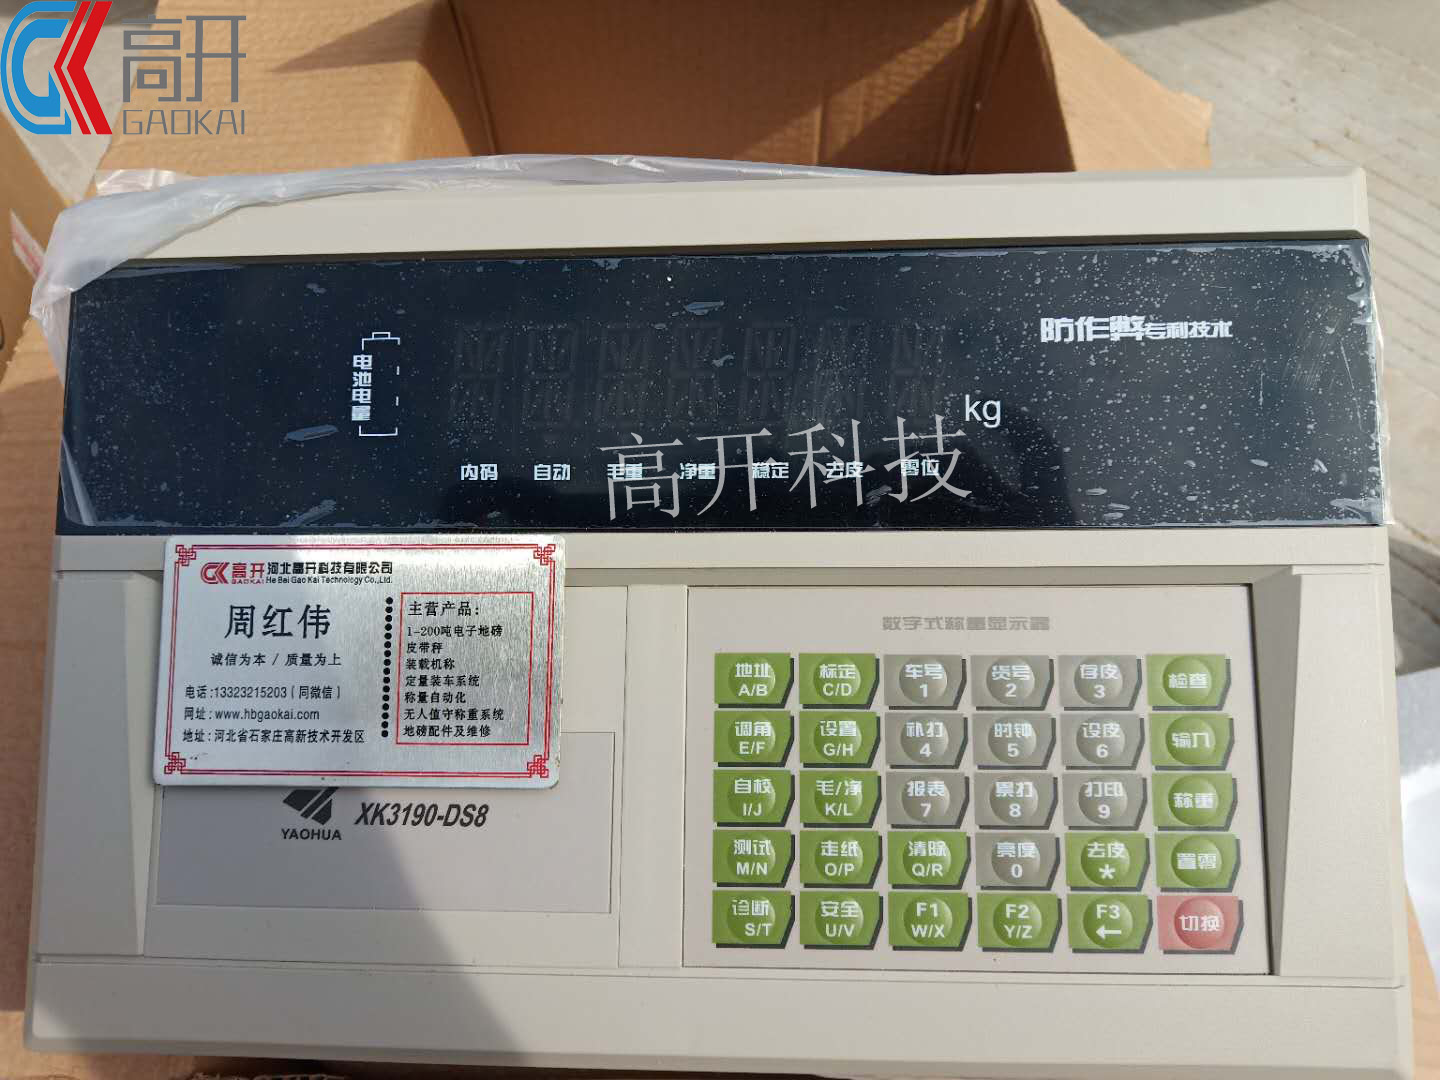 高开
GAOKAI
防作弊专利技术
电池电量
kg
内码 自动 毛重 净重 稳定 去皮 零位
高开科技
高开 河北高开科技有限公司
GAOKAI He Bei Gao Kai Technology Co.,Ltd.
周红伟
诚信为本 / 质量为上
电话:13323215203(同微信)
网址:www.hbgaokai.com
地址:河北省石家庄高新技术开发区
主营产品:
1-200吨电子地磅
皮带秤
装载机称
定量装车系统
称量自动化
无人值守称重系统
地磅配件及维修
YAOHUA
XK3190-DS8
数字式称重显示器
地址 标定 车号 货号 存皮 检查
A/B C/D 1 2 3
调角 设置 补打 时钟 设皮 输入
E/F G/H 4 5 6
自校 毛/净 报表 累打 打印 称重
I/J K/L 7 8 9
测试 走纸 清除 亮度 去皮 置零
M/N O/P Q/R 0 *
诊断 安全 F1 F2 F3 切换
S/T U/V W/X Y/Z ←